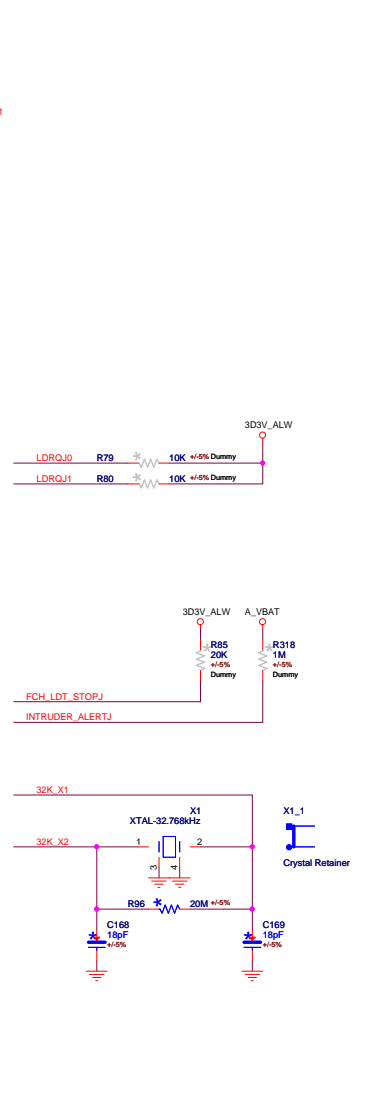 3D3V_ALW
LDRQJ0 R79 10K +/-5% Dummy
LDRQJ1 R80 10K +/-5% Dummy
3D3V_ALW A_VBAT
R85 R318
20K 1M
+/-5% +/-5%
Dummy Dummy
FCH_LDT_STOPJ
INTRUDER_ALERTJ
32K_X1
X1 X1_1
XTAL-32.768kHz
32K_X2 1 2
Crystal Retainer
3 4
R96 20M +/-5%
C168 C169
18pF 18pF
+/-5% +/-5%